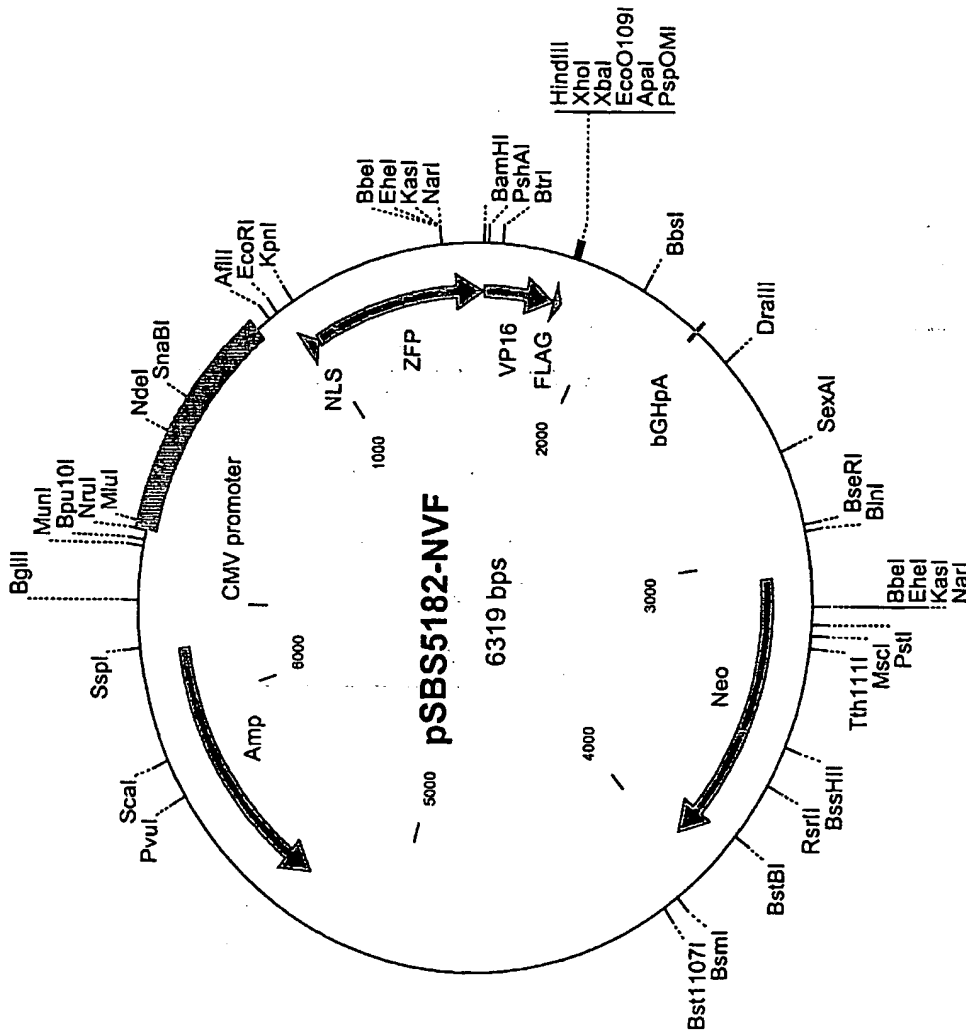 pSBS5182-NVF
6319 bps
BglII
MunI
Bpu10I
NruI
MluI
NdeI
SnaBI
AflII
EcoRI
KpnI
BbeI
EheI
KasI
NarI
BamHI
PshAI
BtrI
HindIII
XhoI
XbaI
EcoO109I
ApaI
PspOMI
BbsI
DraIII
SexAI
BseRI
BlnI
BbeI
EheI
KasI
NarI
PstI
MscI
Tth111I
BssHII
RsrII
BstBI
BsmI
Bst1107I
PvuI
ScaI
SspI
CMV promoter
NLS
ZFP
VP16
FLAG
bGHpA
Neo
Amp
1000
2000
3000
4000
5000
6000